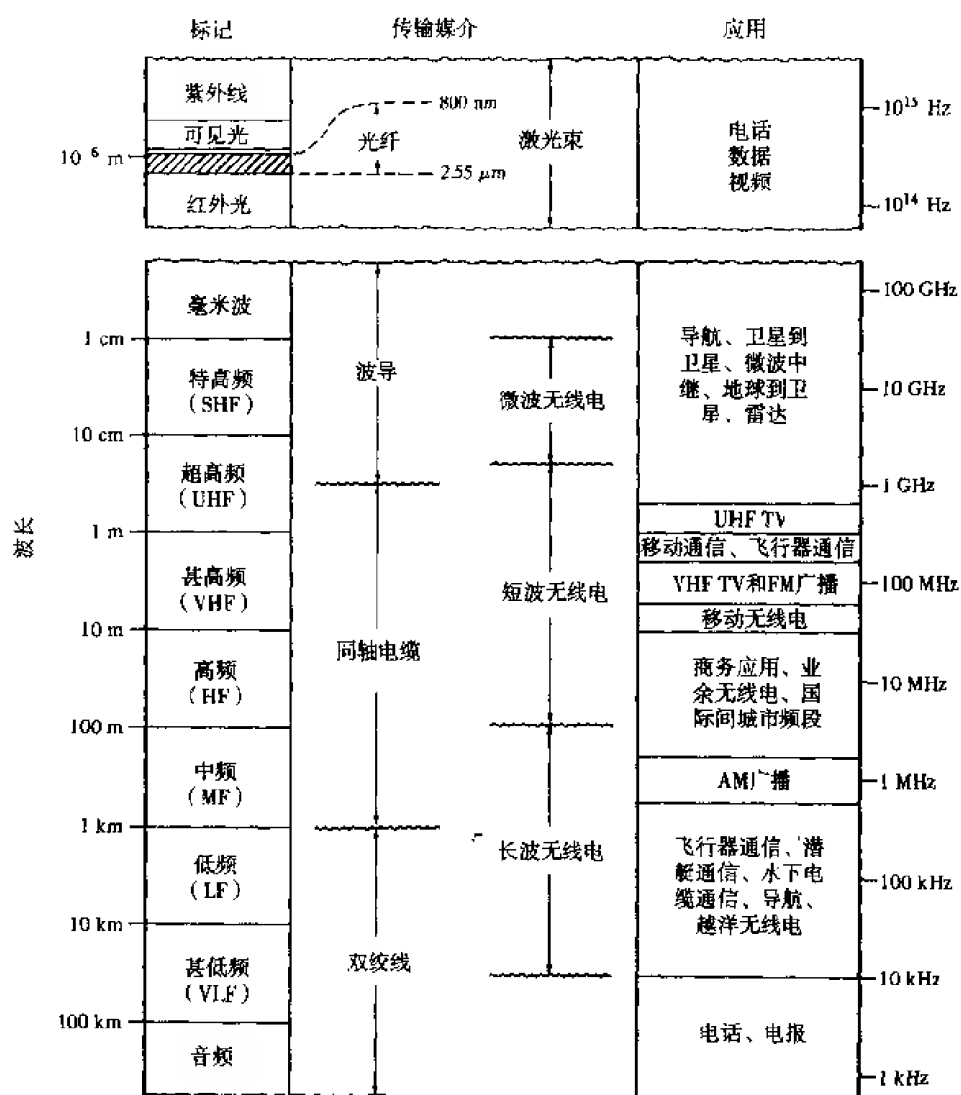 标记
传输媒介
应用
紫外线
可见光
10⁻⁶ m
红外光
800 nm
光纤
2.55 μm
激光束
电话
数据
视频
10¹⁵ Hz
10¹⁴ Hz
波长
毫米波
1 cm
特高频
(SHF)
10 cm
超高频
(UHF)
1 m
甚高频
(VHF)
10 m
高频
(HF)
100 m
中频
(MF)
1 km
低频
(LF)
10 km
甚低频
(VLF)
100 km
音频
波导
同轴电缆
双绞线
微波无线电
短波无线电
长波无线电
导航、卫星到
卫星、微波中
继、地球到卫
星、雷达
UHF TV
移动通信、飞行器通信
VHF TV和FM广播
移动无线电
商务应用、业
余无线电、国
际间城市频段
AM广播
飞行器通信、潜
艇通信、水下电
缆通信、导航、
越洋无线电
电话、电报
100 GHz
10 GHz
1 GHz
100 MHz
10 MHz
1 MHz
100 kHz
10 kHz
1 kHz